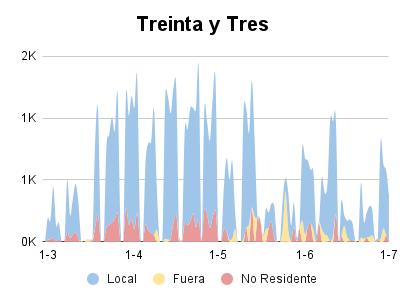 Treinta y Tres
2K
1K
1K
0K
1-3 1-4 1-5 1-6 1-7
Local Fuera No Residente